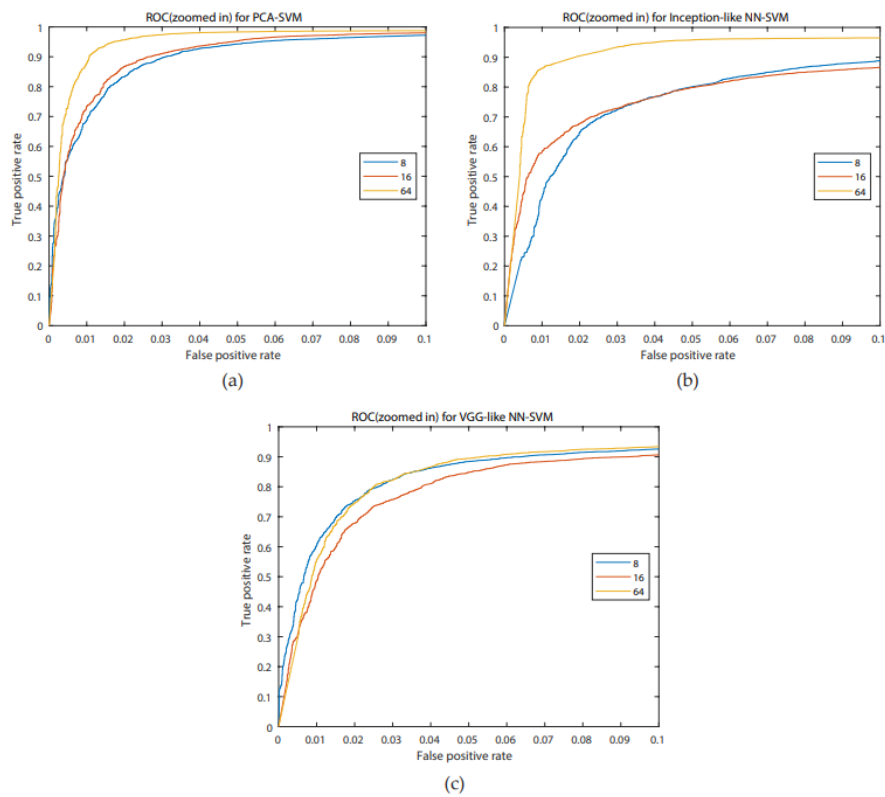 ROC(zoomed in) for PCA-SVM
1
0.9
0.8
0.7
0.6
0.5
0.4
0.3
0.2
0.1
0
True positive rate
8
16
64
0 0.01 0.02 0.03 0.04 0.05 0.06 0.07 0.08 0.09 0.1
False positive rate
(a)
ROC(zoomed in) for Inception-like NN-SVM
1
0.9
0.8
0.7
0.6
0.5
0.4
0.3
0.2
0.1
0
True positive rate
8
16
64
0 0.01 0.02 0.03 0.04 0.05 0.06 0.07 0.08 0.09 0.1
False positive rate
(b)
ROC(zoomed in) for VGG-like NN-SVM
1
0.9
0.8
0.7
0.6
0.5
0.4
0.3
0.2
0.1
0
True positive rate
8
16
64
0 0.01 0.02 0.03 0.04 0.05 0.06 0.07 0.08 0.09 0.1
False positive rate
(c)